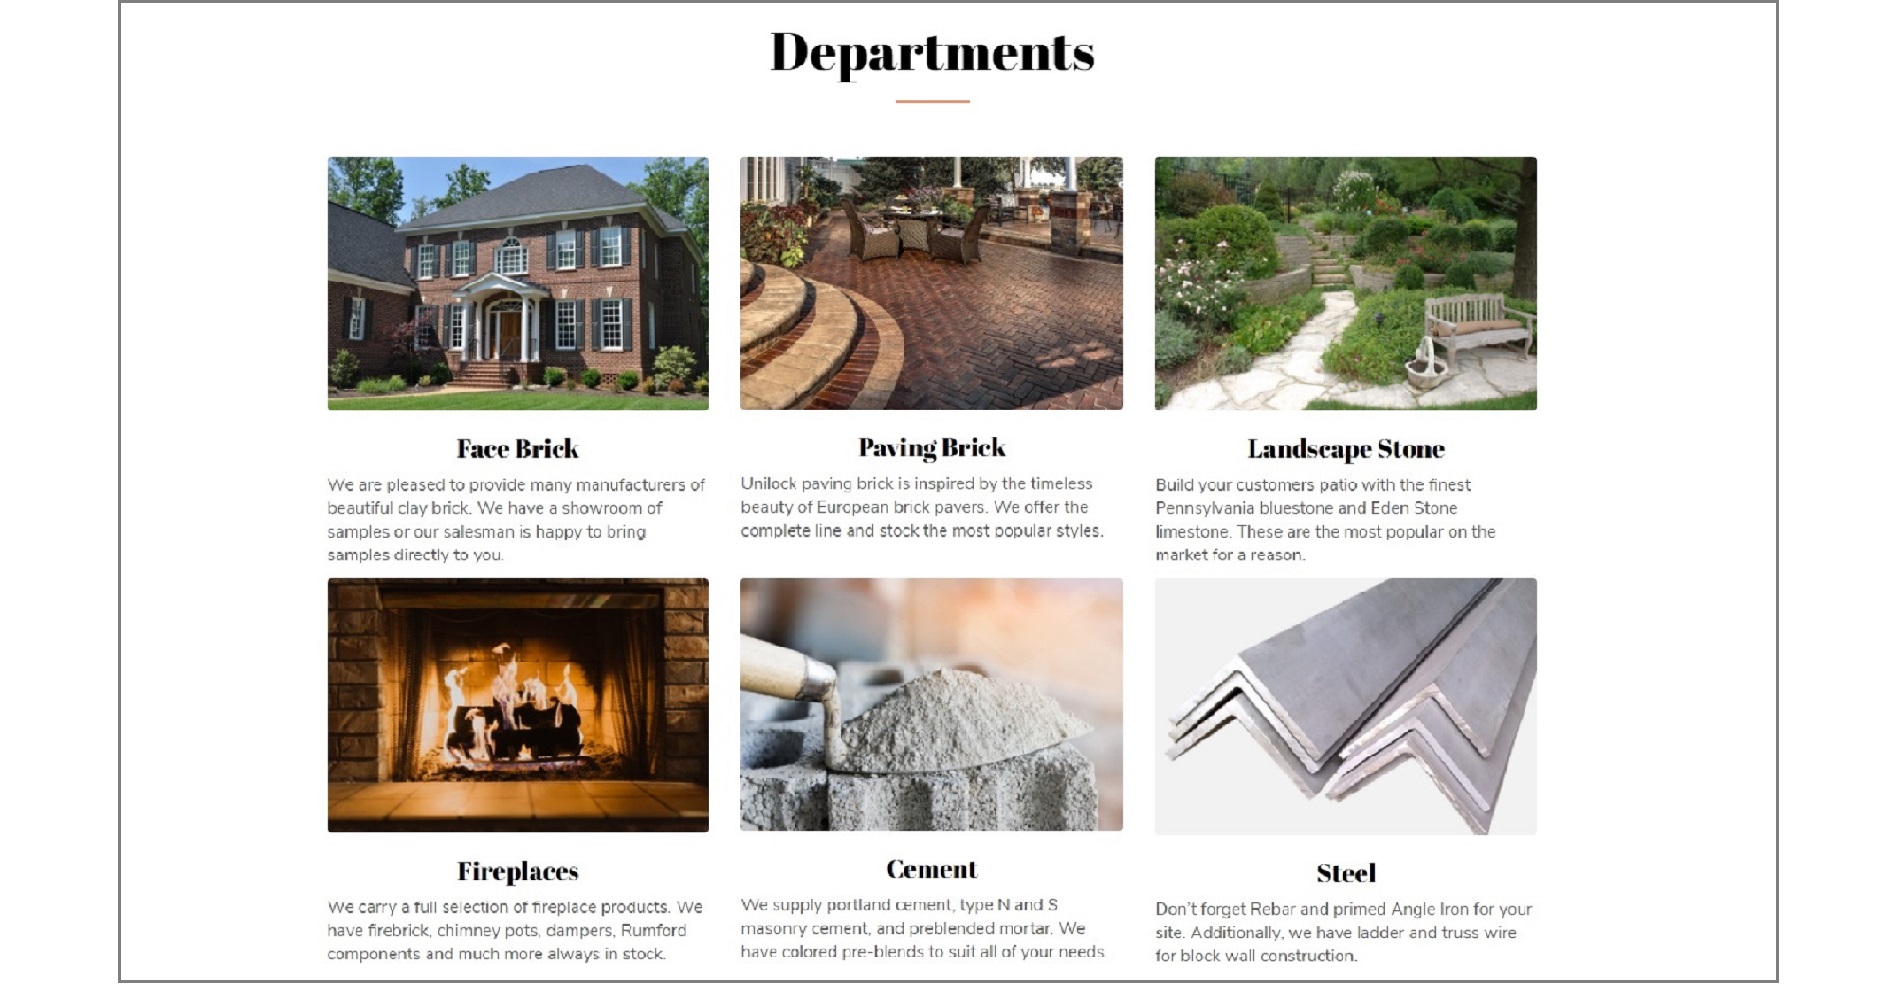 Departments
Face Brick
We are pleased to provide many manufacturers of
beautiful clay brick. We have a showroom of
samples or our salesman is happy to bring
samples directly to you.
Paving Brick
Unilock paving brick is inspired by the timeless
beauty of European brick pavers. We offer the
complete line and stock the most popular styles.
Landscape Stone
Build your customers patio with the finest
Pennsylvania bluestone and Eden Stone
limestone. These are the most popular on the
market for a reason.
Fireplaces
We carry a full selection of fireplace products. We
have firebrick, chimney pots, dampers, Rumford
components and much more always in stock.
Cement
We supply portland cement, type N and S
masonry cement, and preblended mortar. We
have colored pre-blends to suit all of your needs
Steel
Don't forget Rebar and primed Angle Iron for your
site. Additionally, we have ladder and truss wire
for block wall construction.